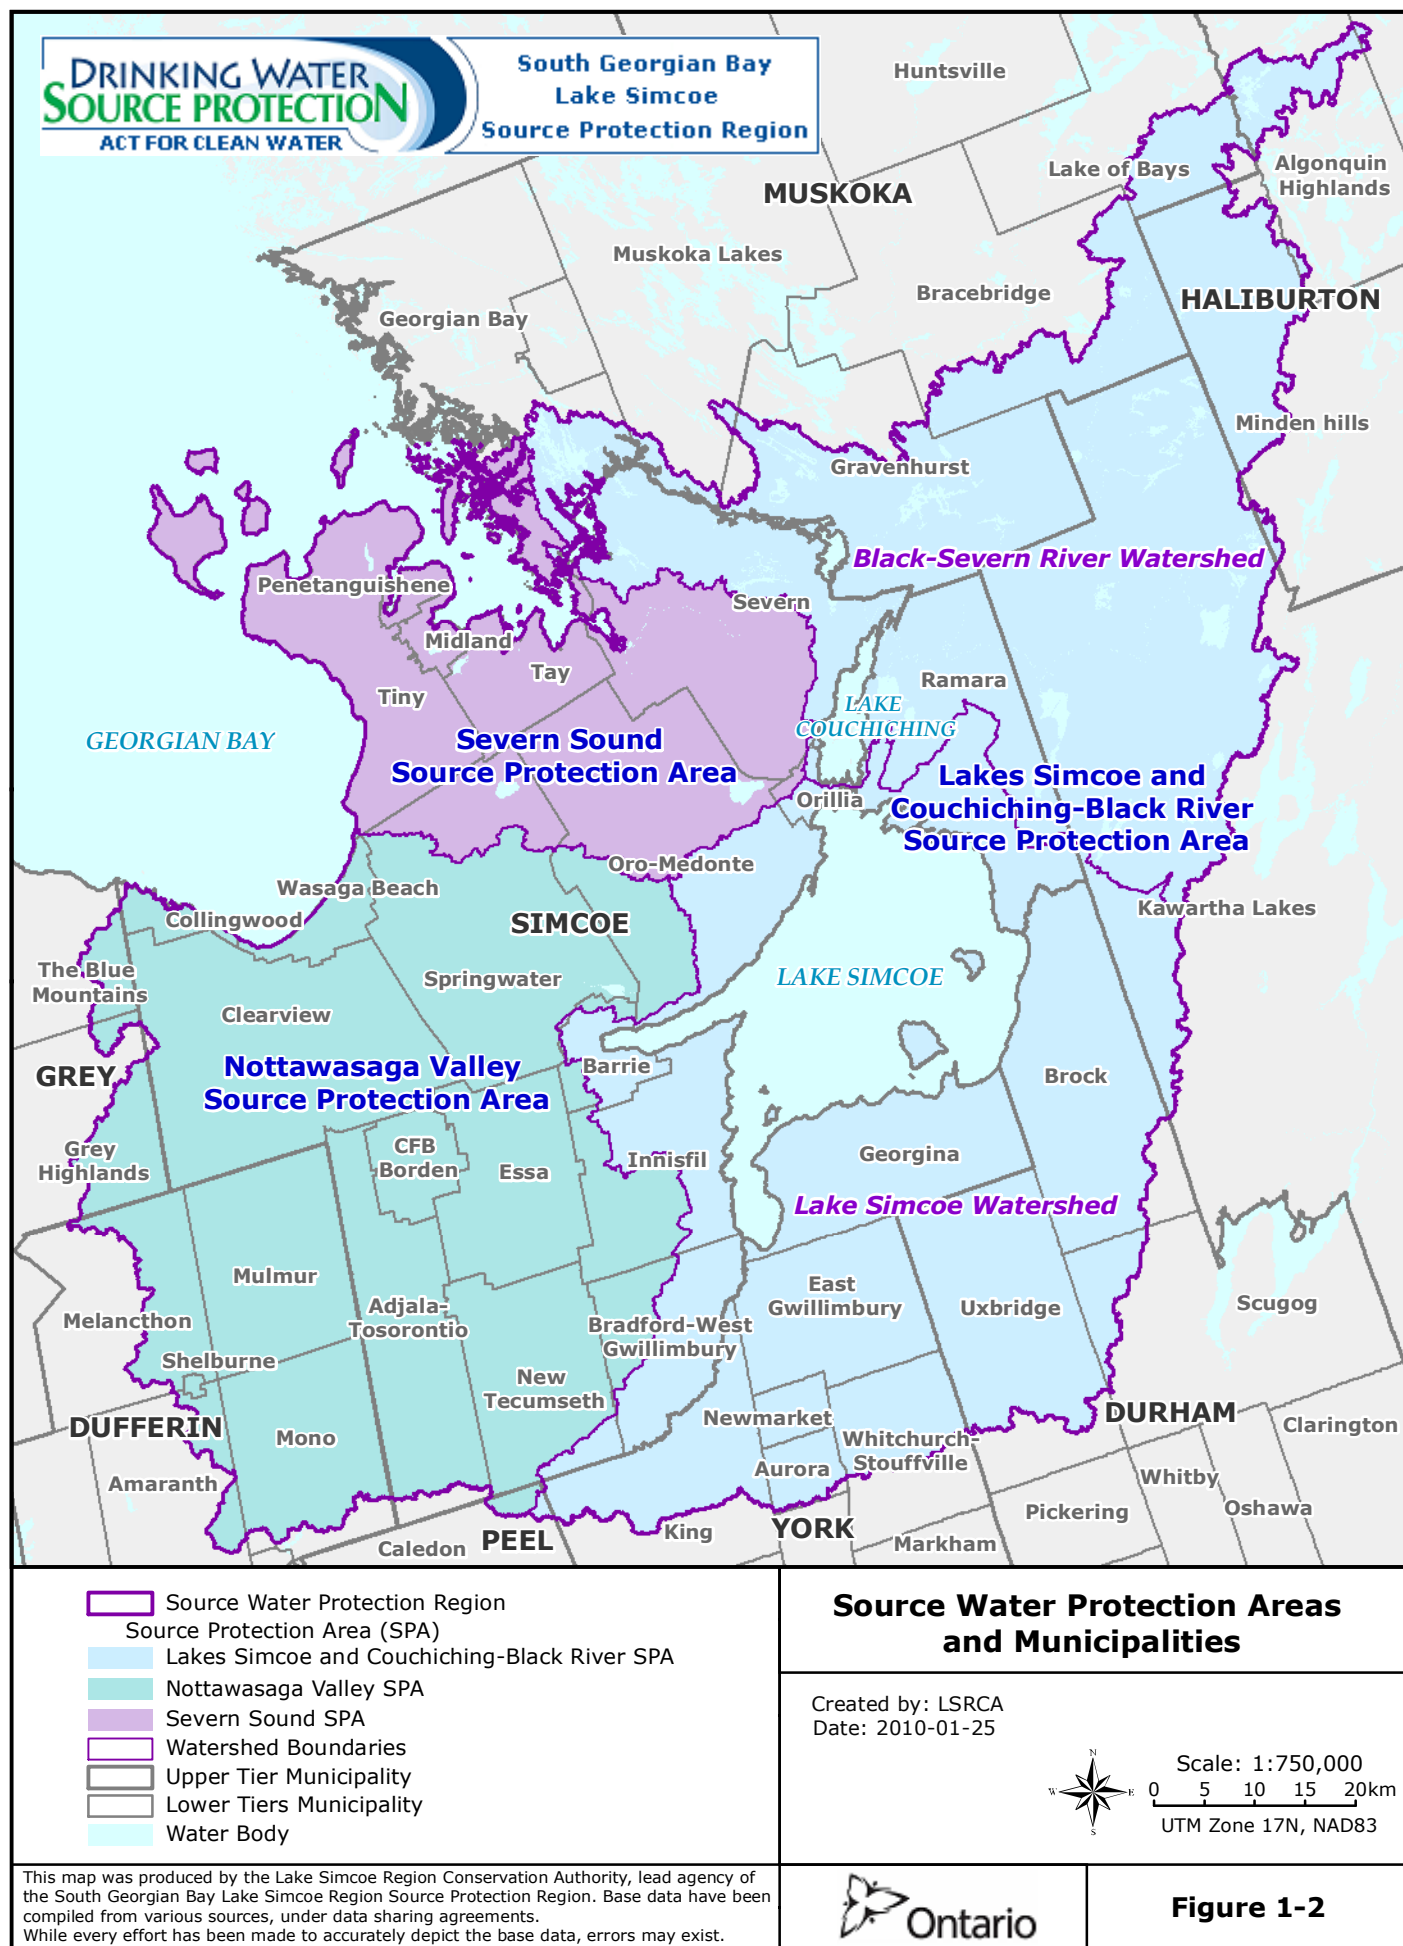 DRINKING WATER
SOURCE PROTECTION
ACT FOR CLEAN WATER
South Georgian Bay
Lake Simcoe
Source Protection Region
Huntsville
Lake of Bays
Algonquin
Highlands
MUSKOKA
Muskoka Lakes
Bracebridge
HALIBURTON
Georgian Bay
Minden hills
Gravenhurst
Black-Severn River Watershed
Penetanguishene
Severn
Midland
Tay
Ramara
Tiny
LAKE
COUCHICHING
GEORGIAN BAY
Severn Sound
Source Protection Area
Lakes Simcoe and
Couchiching-Black River
Source Protection Area
Orillia
Oro-Medonte
Wasaga Beach
Collingwood
SIMCOE
Kawartha Lakes
The Blue
Mountains
Springwater
LAKE SIMCOE
Clearview
Nottawasaga Valley
Source Protection Area
GREY
Barrie
Brock
Grey
Highlands
CFB
Borden
Essa
Innisfil
Georgina
Lake Simcoe Watershed
Mulmur
Adjala-
Tosorontio
East
Gwillimbury
Uxbridge
Scugog
Melancthon
Bradford-West
Gwillimbury
Shelburne
New
Tecumseth
DUFFERIN
Mono
Newmarket
DURHAM
Clarington
Whitchurch-
Stouffville
Amaranth
Aurora
Whitby
Pickering
Oshawa
Caledon
PEEL
King
YORK
Markham
Source Water Protection Region
Source Protection Area (SPA)
Lakes Simcoe and Couchiching-Black River SPA
Nottawasaga Valley SPA
Severn Sound SPA
Watershed Boundaries
Upper Tier Municipality
Lower Tiers Municipality
Water Body
Source Water Protection Areas
and Municipalities
Created by: LSRCA
Date: 2010-01-25
N
W E
S
Scale: 1:750,000
0 5 10 15 20km
UTM Zone 17N, NAD83
This map was produced by the Lake Simcoe Region Conservation Authority, lead agency of
the South Georgian Bay Lake Simcoe Region Source Protection Region. Base data have been
compiled from various sources, under data sharing agreements.
While every effort has been made to accurately depict the base data, errors may exist.
Ontario
Figure 1-2